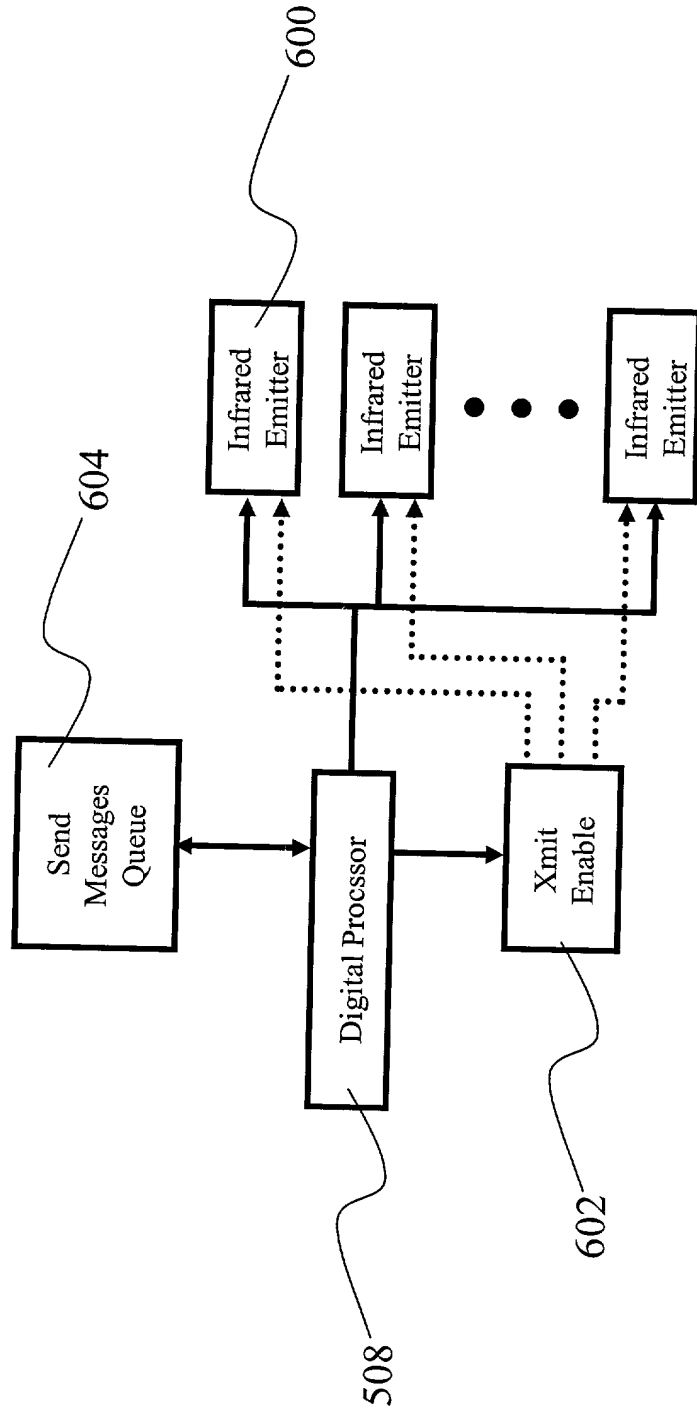 604
Send
Messages
Queue
600
Infrared
Emitter
Digital Procssor
Infrared
Emitter
508
Xmit
Enable
Infrared
Emitter
602